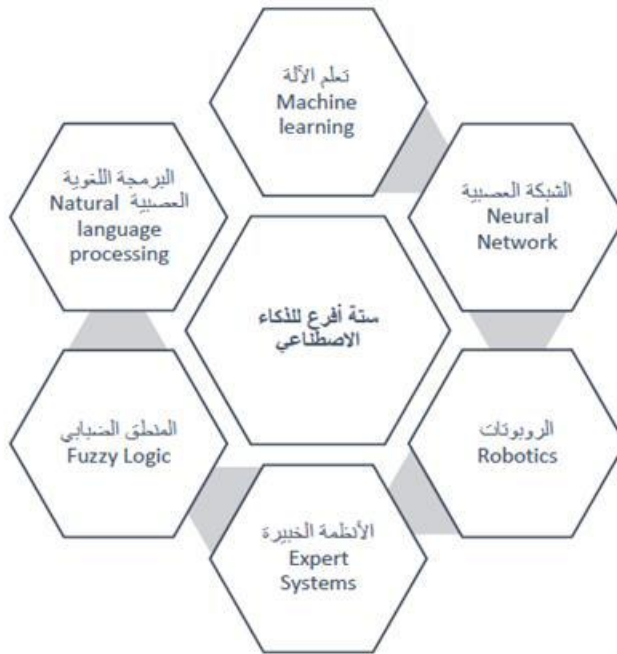 تعلّم الآلة
Machine
learning
الشبكة العصبية
Neural
Network
الروبوتات
Robotics
الأنظمة الخبيرة
Expert
Systems
المنطق الضبابي
Fuzzy Logic
البرمجة اللغوية
العصبية Natural
language
processing
ستة أفرع للذكاء
الاصطناعي